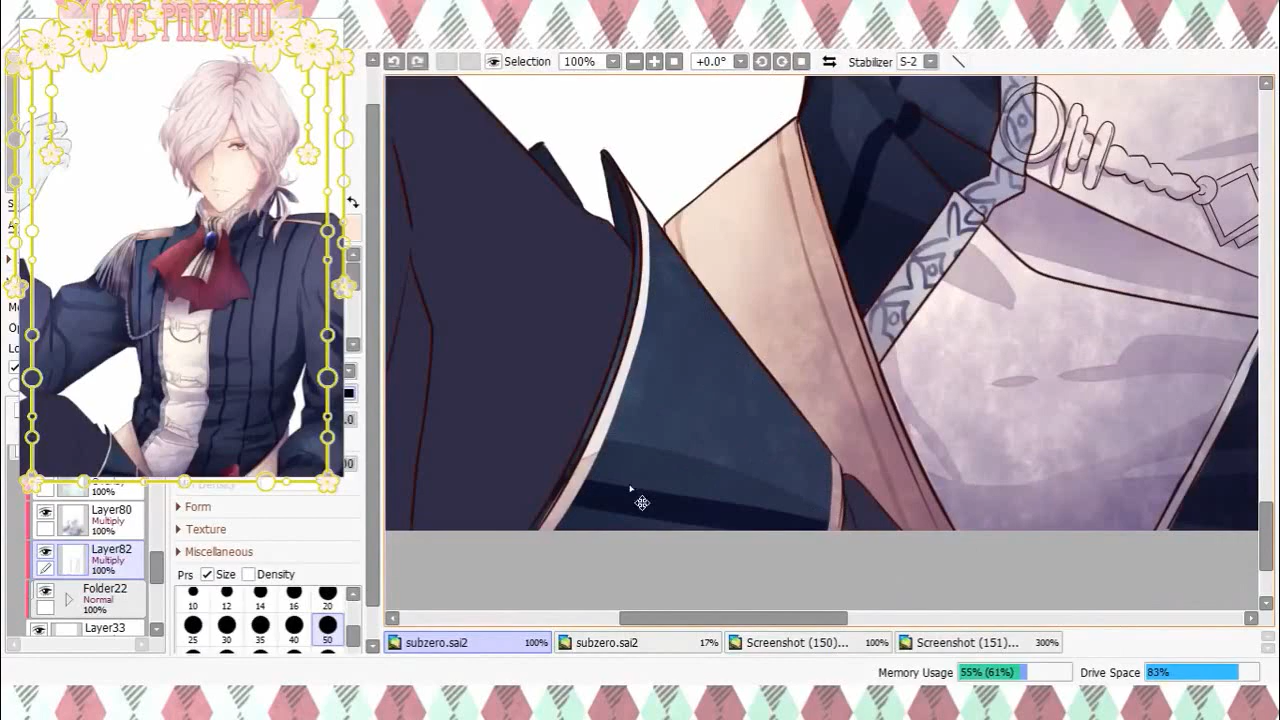 LIVE PREVIEW
Selection
100%
+0.0°
Stabilizer
S-2
100%
Layer80
Multiply
100%
Layer82
Multiply
100%
Folder22
Normal
100%
Layer33
Density
Form
Texture
Miscellaneous
Prs
Size
Density
10
12
14
16
20
25
30
35
40
50
subzero.sai2
100%
subzero.sai2
17%
Screenshot (150)...
100%
Screenshot (151)...
300%
Memory Usage
55% (61%)
Drive Space
83%